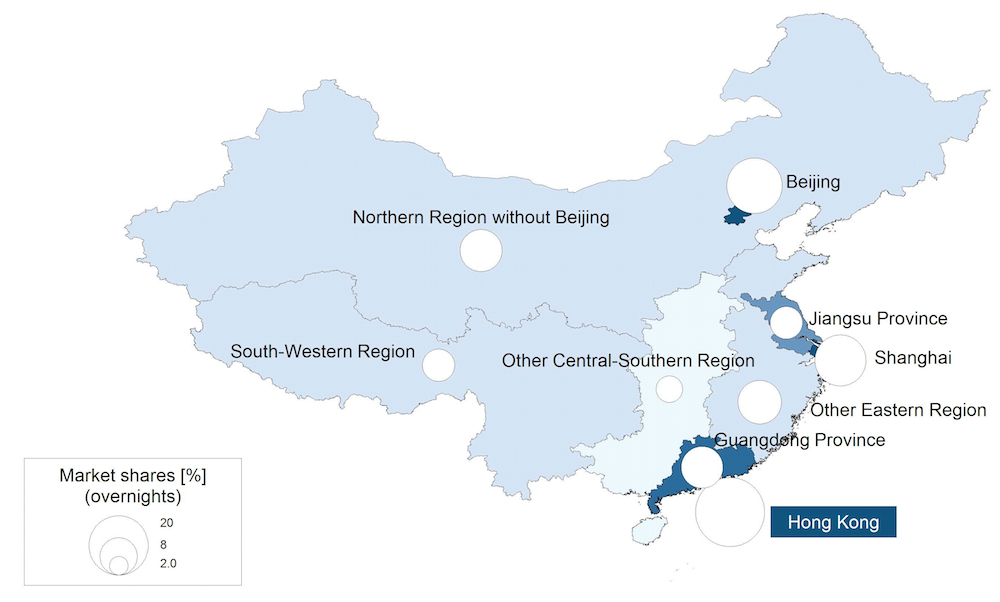 Beijing
Northern Region without Beijing
Jiangsu Province
South-Western Region
Other Central-Southern Region
Shanghai
Other Eastern Region
Guangdong Province
Hong Kong
Market shares [%]
(overnights)
20
8
2.0